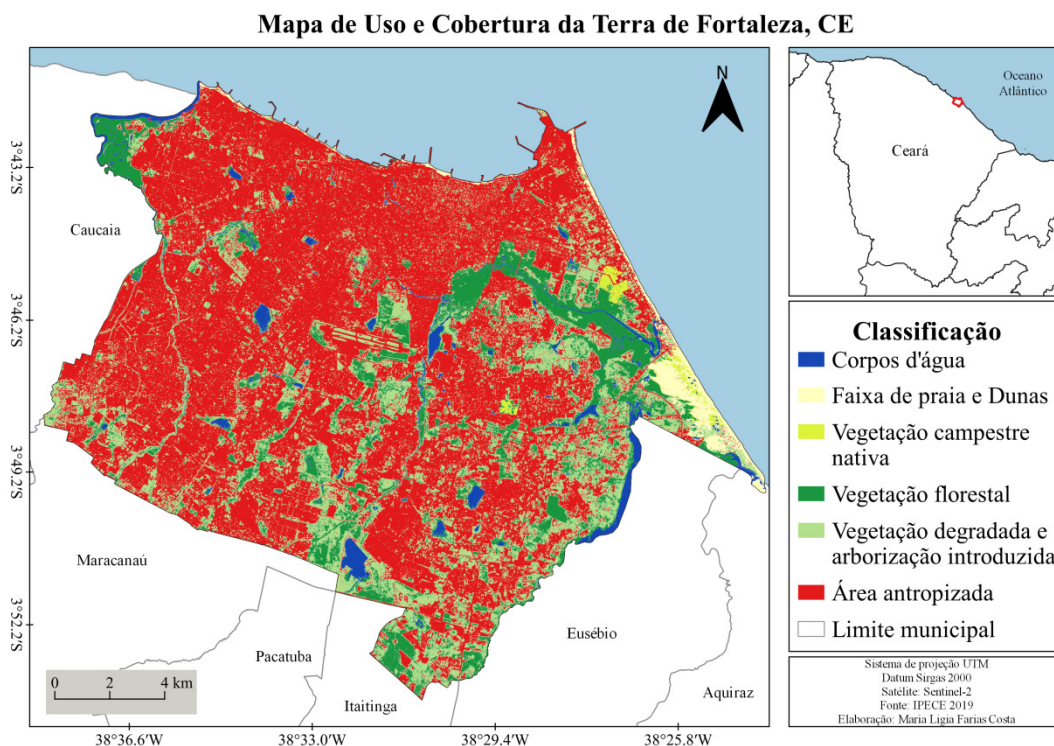 Mapa de Uso e Cobertura da Terra de Fortaleza, CE
N
3°43.2'S
3°46.2'S
3°49.2'S
3°52.2'S
Caucaia
Maracanaú
Pacatuba
Itaitinga
Eusébio
Aquiraz
0 2 4 km
38°36.6'W 38°33.0'W 38°29.4'W 38°25.8'W
Oceano
Atlântico
Ceará
Classificação
Corpos d'água
Faixa de praia e Dunas
Vegetação campestre
nativa
Vegetação florestal
Vegetação degradada e
arborização introduzida
Área antropizada
Limite municipal
Sistema de projeção UTM
Datum Sirgas 2000
Satélite: Sentinel-2
Fonte: IPECE 2019
Elaboração: Maria Ligia Farias Costa